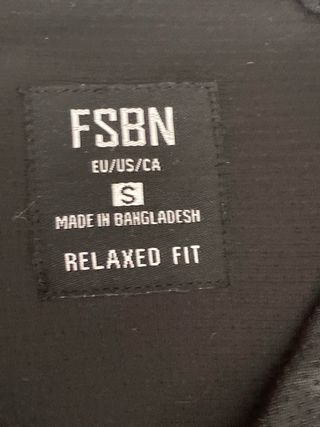 FSBN
EU/US/CA
S
MADE IN BANGLADESH
RELAXED FIT